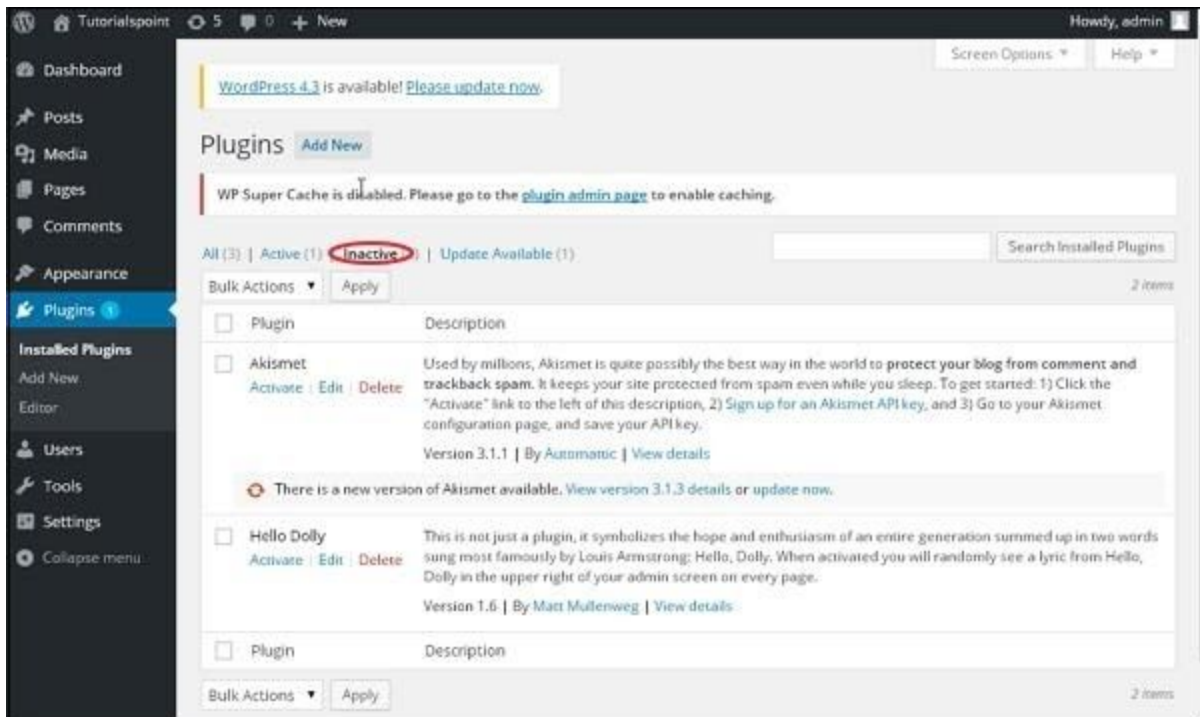 Tutorialspoint 5 0 + New Howdy, admin
Dashboard
Posts
Media
Pages
Comments
Appearance
Plugins 1
Installed Plugins
Add New
Editor
Users
Tools
Settings
Collapse menu
Screen Options Help
WordPress 4.3 is available! Please update now.
Plugins Add New
WP Super Cache is disabled. Please go to the plugin admin page to enable caching.
All (3) | Active (1) | Inactive | Update Available (1)
Search Installed Plugins
Bulk Actions Apply 2 items
Plugin Description
Akismet
Activate | Edit | Delete
Used by millions, Akismet is quite possibly the best way in the world to protect your blog from comment and
trackback spam. It keeps your site protected from spam even while you sleep. To get started: 1) Click the
"Activate" link to the left of this description, 2) Sign up for an Akismet API key, and 3) Go to your Akismet
configuration page, and save your API key.
Version 3.1.1 | By Automattic | View details
There is a new version of Akismet available. View version 3.1.3 details or update now.
Hello Dolly
Activate | Edit | Delete
This is not just a plugin, it symbolizes the hope and enthusiasm of an entire generation summed up in two words
sung most famously by Louis Armstrong: Hello, Dolly. When activated you will randomly see a lyric from Hello,
Dolly in the upper right of your admin screen on every page.
Version 1.6 | By Matt Mullenweg | View details
Plugin Description
Bulk Actions Apply 2 items